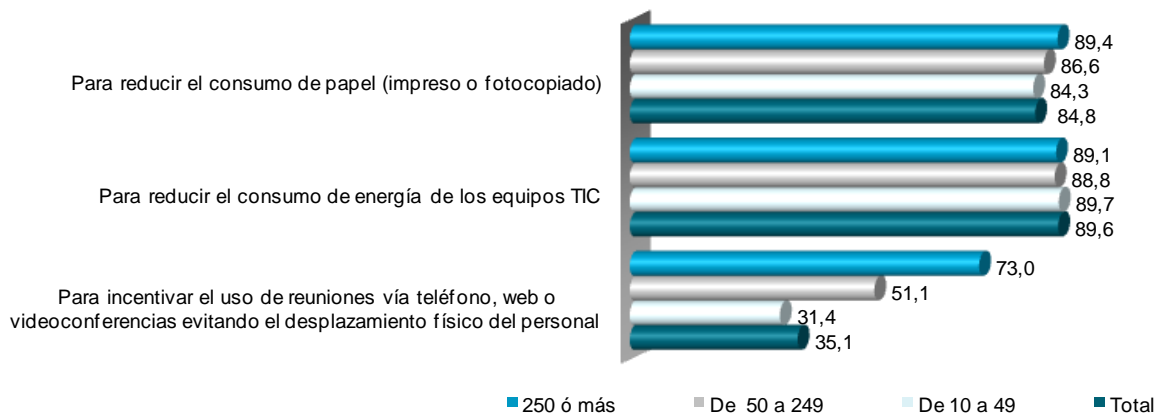 Para reducir el consumo de papel (impreso o fotocopiado)
89,4
86,6
84,3
84,8
Para reducir el consumo de energía de los equipos TIC
89,1
88,8
89,7
89,6
Para incentivar el uso de reuniones vía teléfono, web o
videoconferencias evitando el desplazamiento físico del personal
73,0
51,1
31,4
35,1
250 ó más
De 50 a 249
De 10 a 49
Total